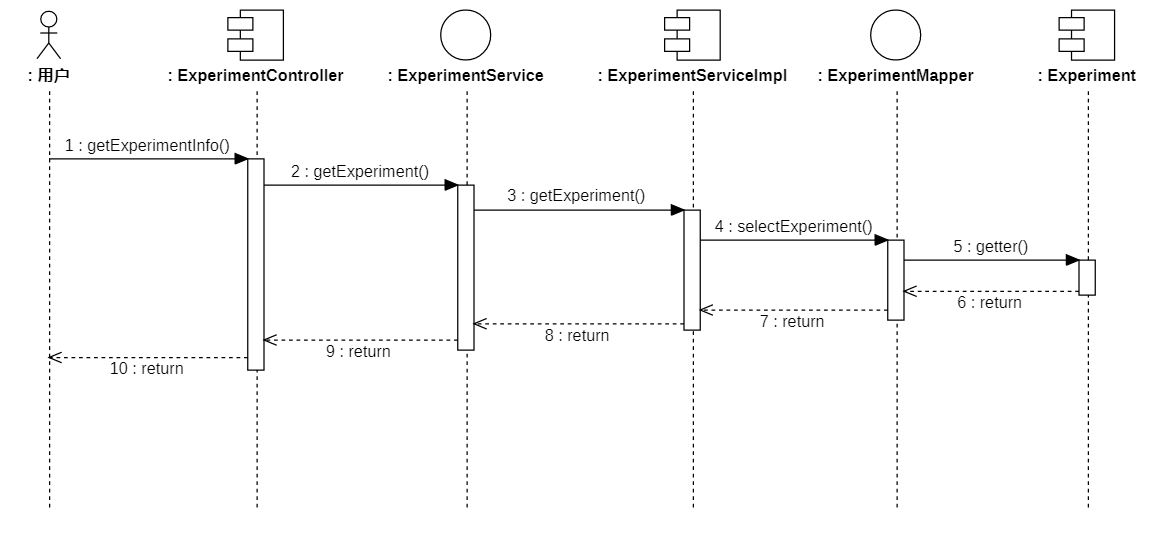 : 用户
: ExperimentController
: ExperimentService
: ExperimentServiceImpl
: ExperimentMapper
: Experiment
1 : getExperimentInfo()
2 : getExperiment()
3 : getExperiment()
4 : selectExperiment()
5 : getter()
6 : return
7 : return
8 : return
9 : return
10 : return